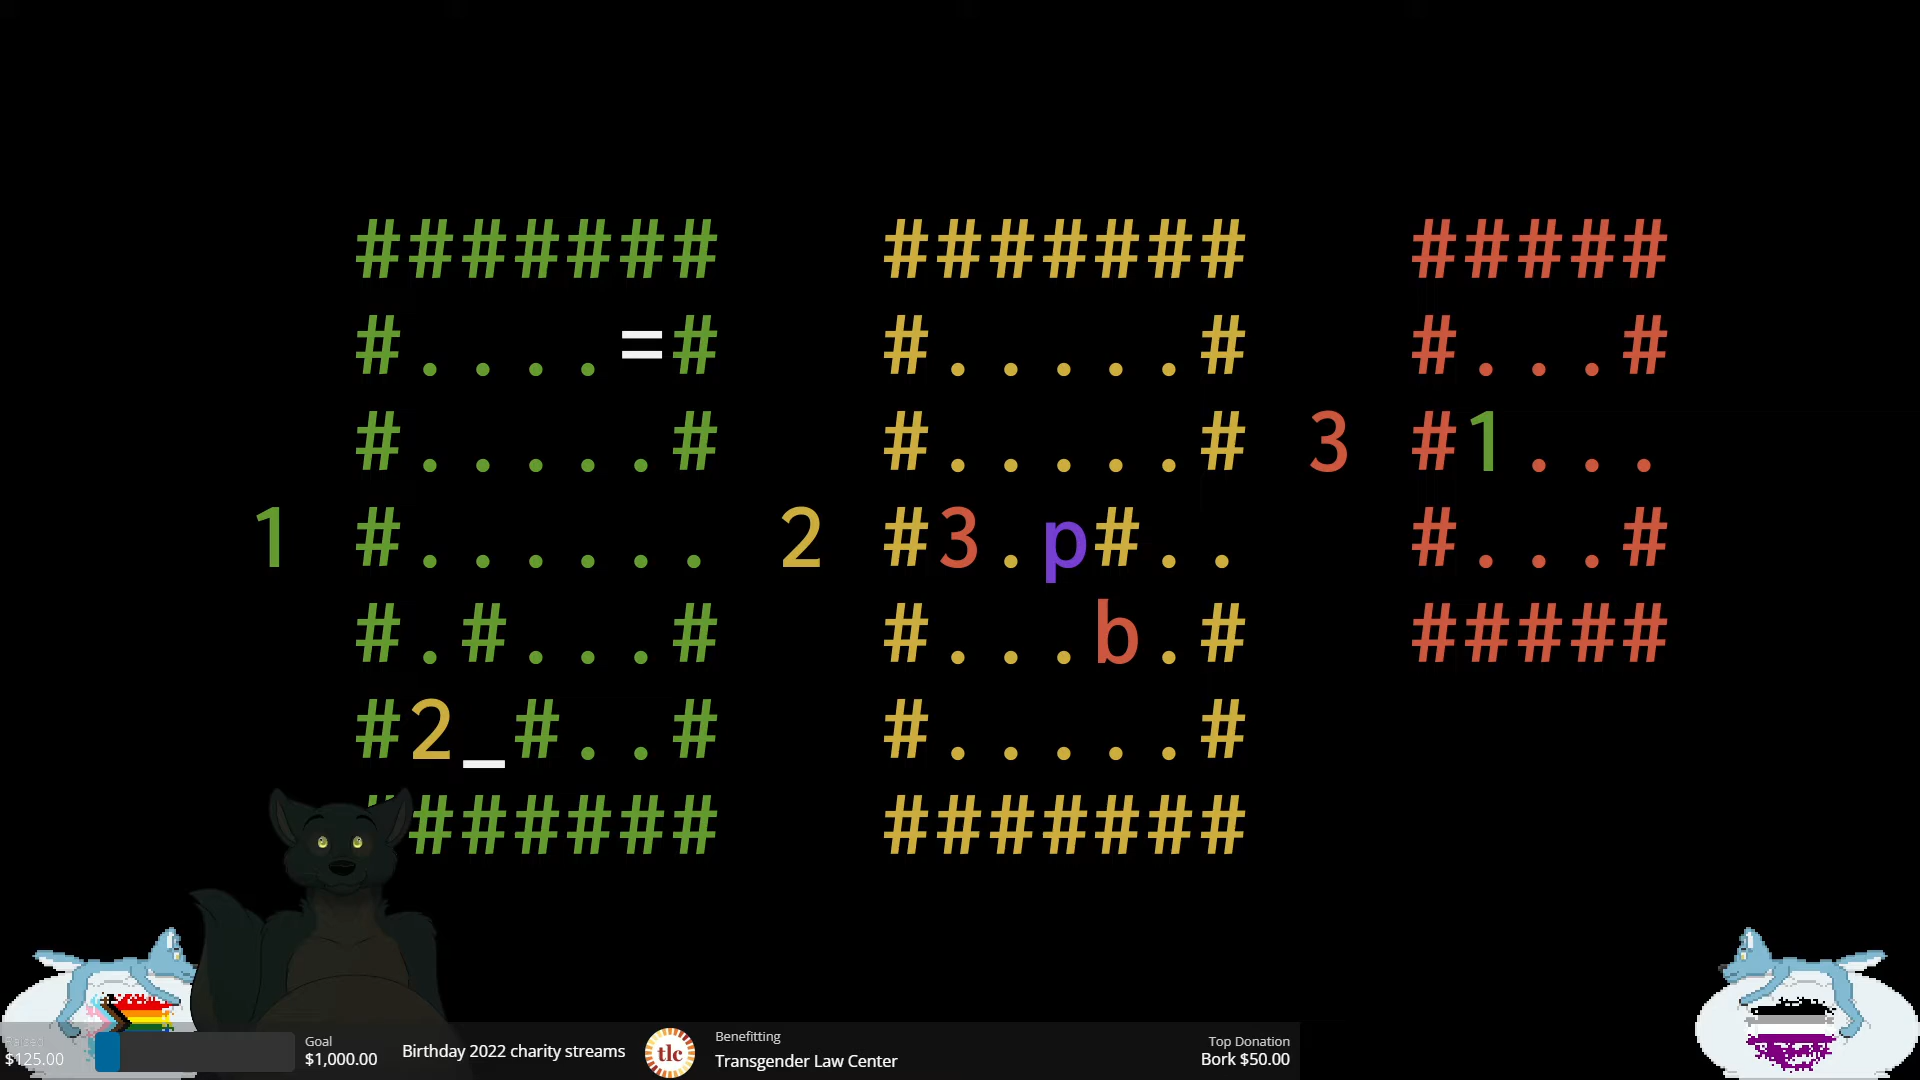 ####### ####### #####
#....=# #.....# #...#
#.....# #.....# 3 #1...
1 #...... 2 #3.p#.. #...#
#.#...# #...b.# #####
#2_#..# #.....#
####### #######
Goal
$125.00 $1,000.00
Birthday 2022 charity streams
tlc
Benefitting
Transgender Law Center
Top Donation
Bork $50.00